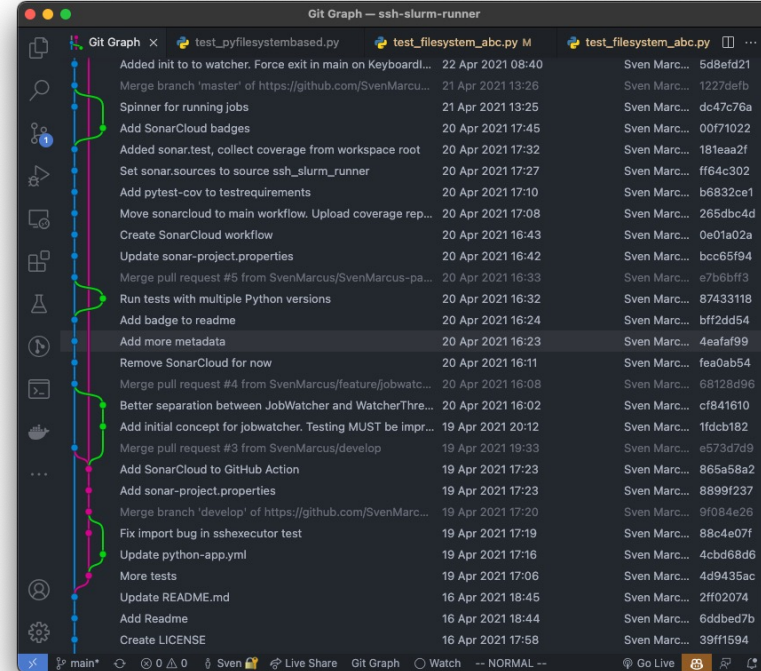 Git Graph — ssh-slurm-runner
Git Graph × test_pyfilesystembased.py test_filesystem_abc.py M test_filesystem_abc.py ...
Added init to to watcher. Force exit in main on KeyboardI... 22 Apr 2021 08:40 Sven Marc... 5d8efd21
Merge branch 'master' of https://github.com/SvenMarcu... 21 Apr 2021 13:26 Sven Marc... 1227defb
Spinner for running jobs 21 Apr 2021 13:25 Sven Marc... dc47c76a
Add SonarCloud badges 20 Apr 2021 17:45 Sven Marc... 00f71022
Added sonar.test, collect coverage from workspace root 20 Apr 2021 17:32 Sven Marc... 181eaa2f
Set sonar.sources to source ssh_slurm_runner 20 Apr 2021 17:27 Sven Marc... ff64c302
Add pytest-cov to testrequirements 20 Apr 2021 17:10 Sven Marc... b6832ce1
Move sonarcloud to main workflow. Upload coverage rep... 20 Apr 2021 17:08 Sven Marc... 265dbc4d
Create SonarCloud workflow 20 Apr 2021 16:43 Sven Marc... 0e01a02a
Update sonar-project.properties 20 Apr 2021 16:42 Sven Marc... bcc65f94
Merge pull request #5 from SvenMarcus/SvenMarcus-pa... 20 Apr 2021 16:33 Sven Marc... e7b6bff3
Run tests with multiple Python versions 20 Apr 2021 16:32 Sven Marc... 87433118
Add badge to readme 20 Apr 2021 16:24 Sven Marc... bff2dd54
Add more metadata 20 Apr 2021 16:23 Sven Marc... 4eafaf99
Remove SonarCloud for now 20 Apr 2021 16:11 Sven Marc... fea0ab54
Merge pull request #4 from SvenMarcus/feature/jobwatc... 20 Apr 2021 16:08 Sven Marc... 68128d96
Better separation between JobWatcher and WatcherThre... 20 Apr 2021 16:02 Sven Marc... cf841610
Add initial concept for jobwatcher. Testing MUST be impr... 19 Apr 2021 20:12 Sven Marc... 1fdcb182
Merge pull request #3 from SvenMarcus/develop 19 Apr 2021 19:33 Sven Marc... e573d7d9
Add SonarCloud to GitHub Action 19 Apr 2021 17:23 Sven Marc... 865a58a2
Add sonar-project.properties 19 Apr 2021 17:23 Sven Marc... 8899f237
Merge branch 'develop' of https://github.com/SvenMarc... 19 Apr 2021 17:20 Sven Marc... 9f084e26
Fix import bug in sshexecutor test 19 Apr 2021 17:19 Sven Marc... 88c4e07f
Update python-app.yml 19 Apr 2021 17:16 Sven Marc... 4cbd68d6
More tests 19 Apr 2021 17:06 Sven Marc... 4d9435ac
Update README.md 16 Apr 2021 18:45 Sven Marc... 2ff02074
Add Readme 16 Apr 2021 18:44 Sven Marc... 6ddbed7b
Create LICENSE 16 Apr 2021 17:58 Sven Marc... 39ff1594
1
main* 0 0 Sven Live Share Git Graph Watch -- NORMAL -- Go Live